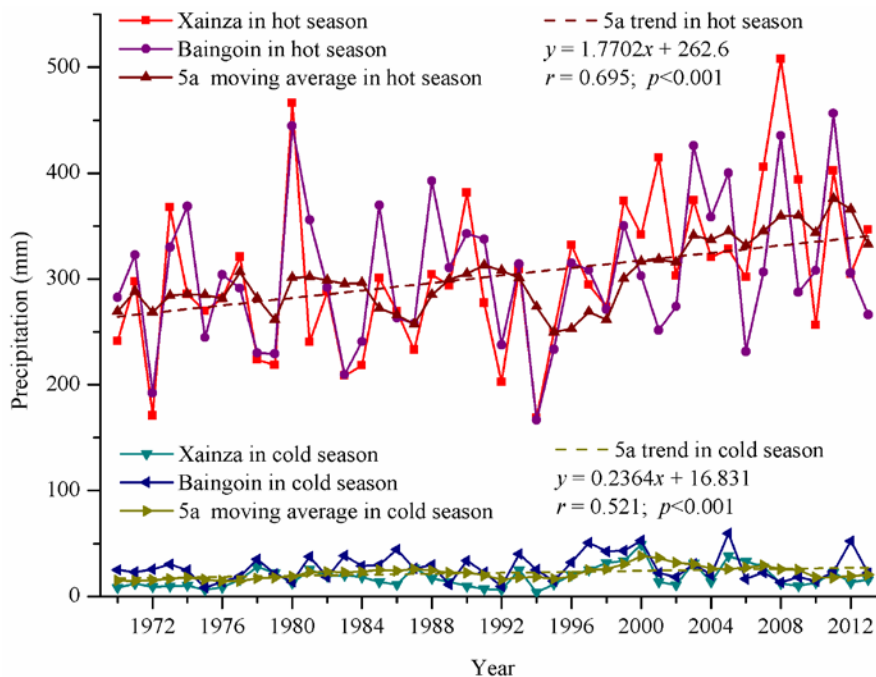 Xainza in hot season
Baingoin in hot season
5a moving average in hot season
5a trend in hot season
y = 1.7702x + 262.6
r = 0.695; p<0.001
500
400
300
200
100
0
Precipitation (mm)
Xainza in cold season
Baingoin in cold season
5a moving average in cold season
5a trend in cold season
y = 0.2364x + 16.831
r = 0.521; p<0.001
1972 1976 1980 1984 1988 1992 1996 2000 2004 2008 2012
Year